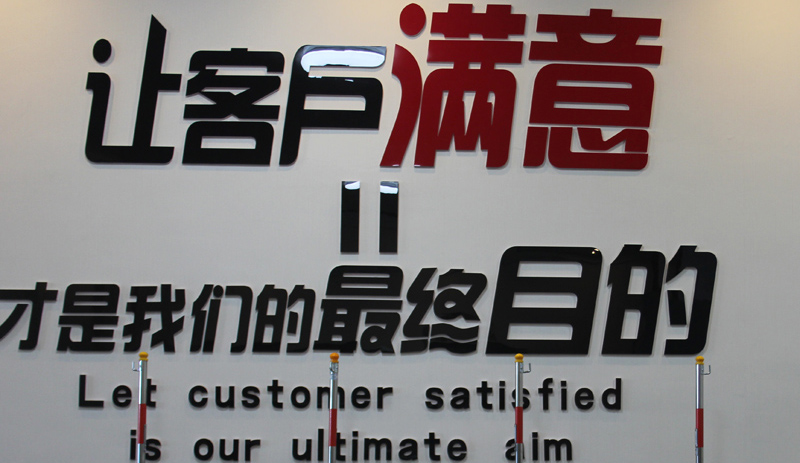 让客户满意
=
才是我们的最终目的
Let customer satisfied
is our ultimate aim